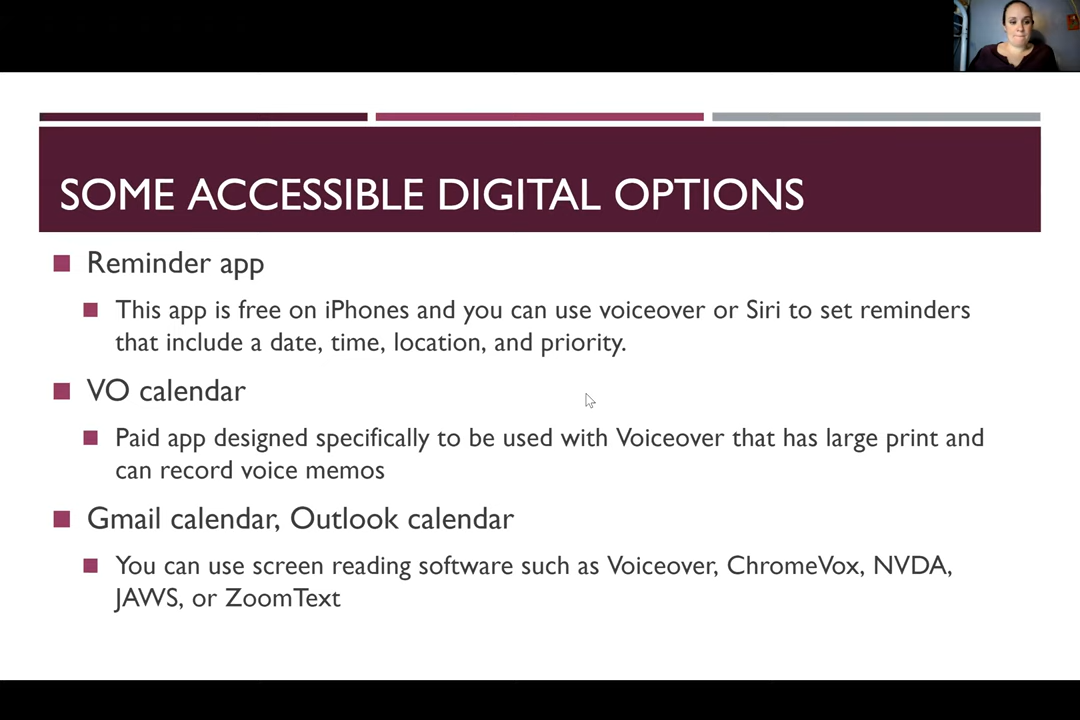 SOME ACCESSIBLE DIGITAL OPTIONS
Reminder app
This app is free on iPhones and you can use voiceover or Siri to set reminders
that include a date, time, location, and priority.
VO calendar
Paid app designed specifically to be used with Voiceover that has large print and
can record voice memos
Gmail calendar, Outlook calendar
You can use screen reading software such as Voiceover, ChromeVox, NVDA,
JAWS, or ZoomText